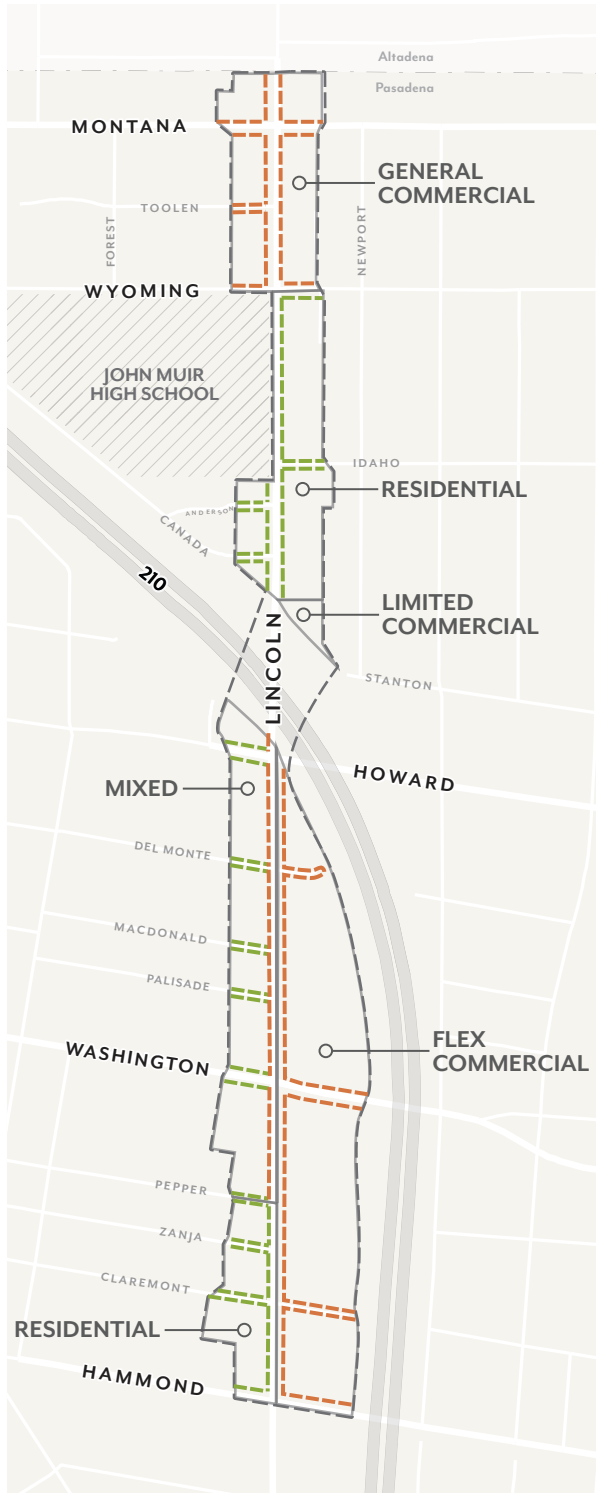 Altadena
Pasadena
MONTANA
GENERAL
COMMERCIAL
TOOLEN
FOREST
NEWPORT
WYOMING
JOHN MUIR
HIGH SCHOOL
IDAHO
RESIDENTIAL
ANDERSON
CANADA
210
LIMITED
COMMERCIAL
LINCOLN
STANTON
HOWARD
MIXED
DEL MONTE
MACDONALD
PALISADE
FLEX
COMMERCIAL
WASHINGTON
PEPPER
ZANJA
CLAREMONT
RESIDENTIAL
HAMMOND